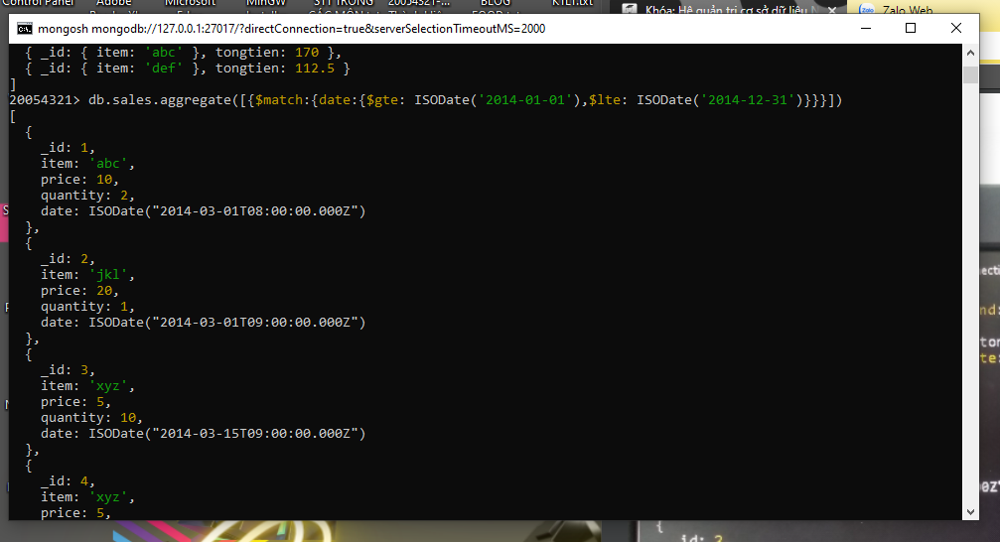 Control Panel
Adobe
Microsoft
MinGW
20054321-...
BLOG
KTLT.txt
Khóa: Hệ quản trị cơ sở dữ liệu
Zalo Web
mongosh mongodb://127.0.0.1:27017/?directConnection=true&serverSelectionTimeoutMS=2000
{ _id: { item: 'abc' }, tongtien: 170 },
{ _id: { item: 'def' }, tongtien: 112.5 }
]
20054321> db.sales.aggregate([{$match:{date:{$gte: ISODate('2014-01-01'),$lte: ISODate('2014-12-31')}}}])
[
{
_id: 1,
item: 'abc',
price: 10,
quantity: 2,
date: ISODate("2014-03-01T08:00:00.000Z")
},
{
_id: 2,
item: 'jkl',
price: 20,
quantity: 1,
date: ISODate("2014-03-01T09:00:00.000Z")
},
{
_id: 3,
item: 'xyz',
price: 5,
quantity: 10,
date: ISODate("2014-03-15T09:00:00.000Z")
},
{
_id: 4,
item: 'xyz',
price: 5,